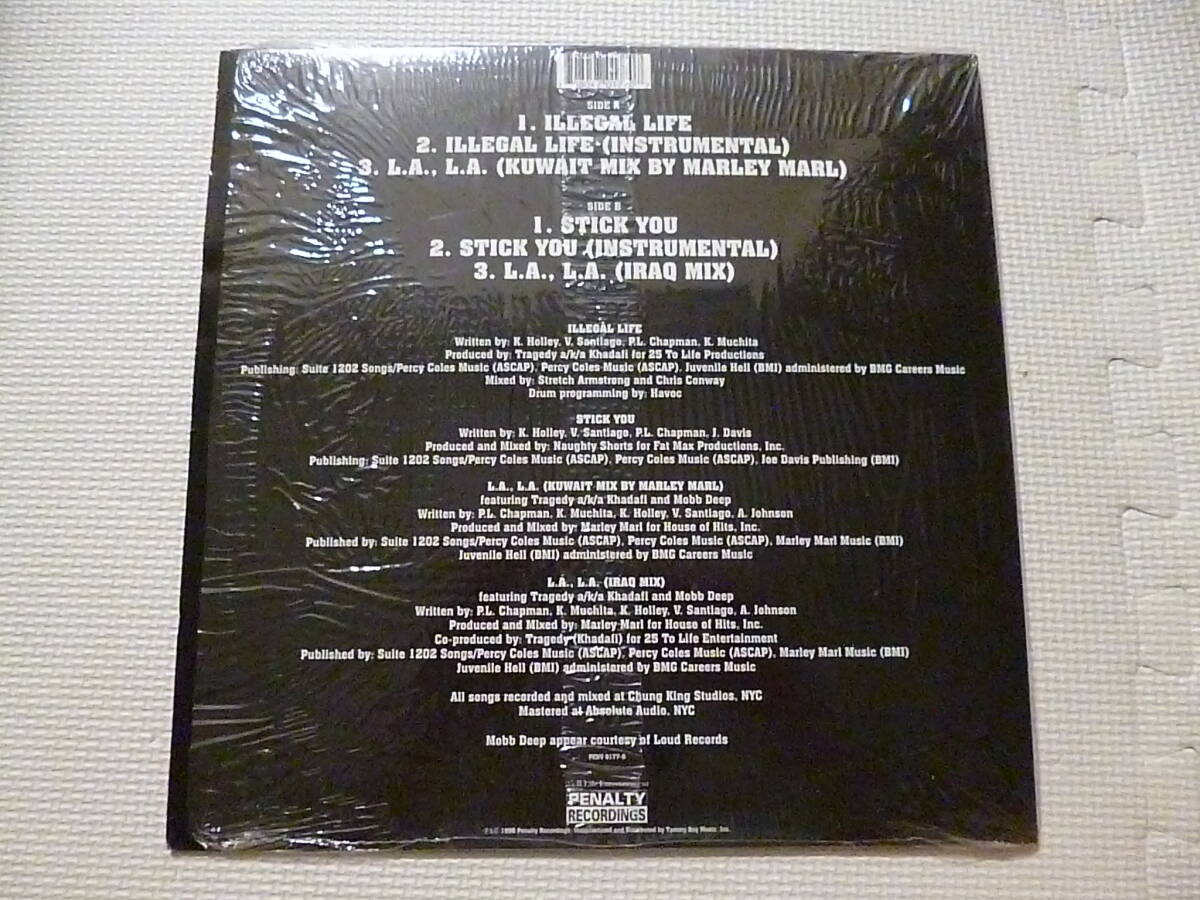 SIDE A
1. ILLEGAL LIFE
2. ILLEGAL LIFE (INSTRUMENTAL)
3. L.A., L.A. (KUWAIT MIX BY MARLEY MARL)
SIDE B
1. STICK YOU
2. STICK YOU (INSTRUMENTAL)
3. L.A., L.A. (IRAQ MIX)
ILLEGAL LIFE
Written by: K. Holley, V. Santiago, P.L. Chapman, K. Muchita
Produced by: Tragedy a/k/a Khadafi for 25 To Life Productions
Publishing: Suite 1202 Songs/Percy Coles Music (ASCAP), Percy Coles Music (ASCAP), Juvenile Hell (BMI) administered by BMG Careers Music
Mixed by: Stretch Armstrong and Chris Conway
Drum programming by: Havoc
STICK YOU
Written by: K. Holley, V. Santiago, P.L. Chapman, J. Davis
Produced and Mixed by: Naughty Shorts for Fat Max Productions, Inc.
Publishing: Suite 1202 Songs/Percy Coles Music (ASCAP), Percy Coles Music (ASCAP), Joe Davis Publishing (BMI)
L.A., L.A. (KUWAIT MIX BY MARLEY MARL)
featuring Tragedy a/k/a Khadafi and Mobb Deep
Written by: P.L. Chapman, K. Muchita, K. Holley, V. Santiago, A. Johnson
Produced and Mixed by: Marley Marl for House of Hits, Inc.
Published by: Suite 1202 Songs/Percy Coles Music (ASCAP), Percy Coles Music (ASCAP), Marley Marl Music (BMI)
Juvenile Hell (BMI) administered by BMG Careers Music
L.A., L.A. (IRAQ MIX)
featuring Tragedy a/k/a Khadafi and Mobb Deep
Written by: P.L. Chapman, K. Muchita, K. Holley, V. Santiago, A. Johnson
Produced and Mixed by: Marley Marl for House of Hits, Inc.
Co-produced by: Tragedy (Khadafi) for 25 To Life Entertainment
Published by: Suite 1202 Songs/Percy Coles Music (ASCAP), Percy Coles Music (ASCAP), Marley Marl Music (BMI)
Juvenile Hell (BMI) administered by BMG Careers Music
All songs recorded and mixed at Chung King Studios, NYC
Mastered at Absolute Audio, NYC
Mobb Deep appear courtesy of Loud Records
PENALTY
RECORDINGS
Penalty Recordings. Manufactured and Distributed by Tommy Boy Music, Inc.